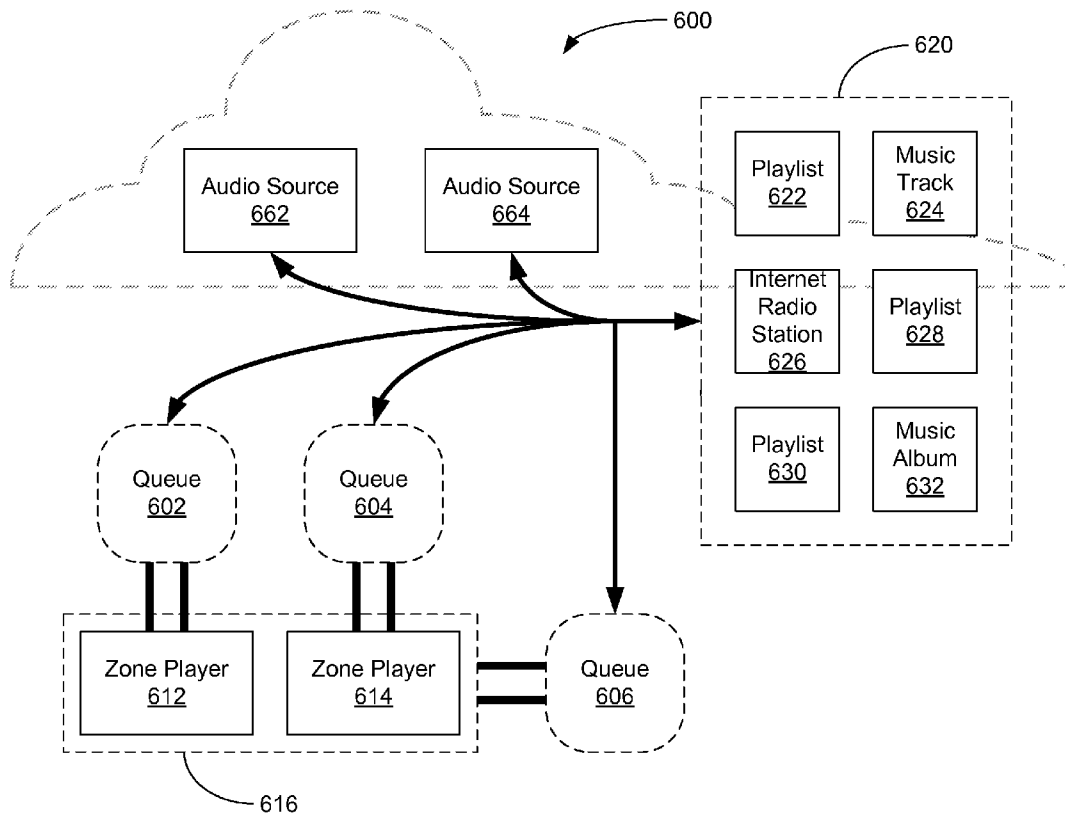 600
620
Audio Source
662
Audio Source
664
Playlist
622
Music
Track
624
Internet
Radio
Station
626
Playlist
628
Playlist
630
Music
Album
632
Queue
602
Queue
604
Zone Player
612
Zone Player
614
Queue
606
616